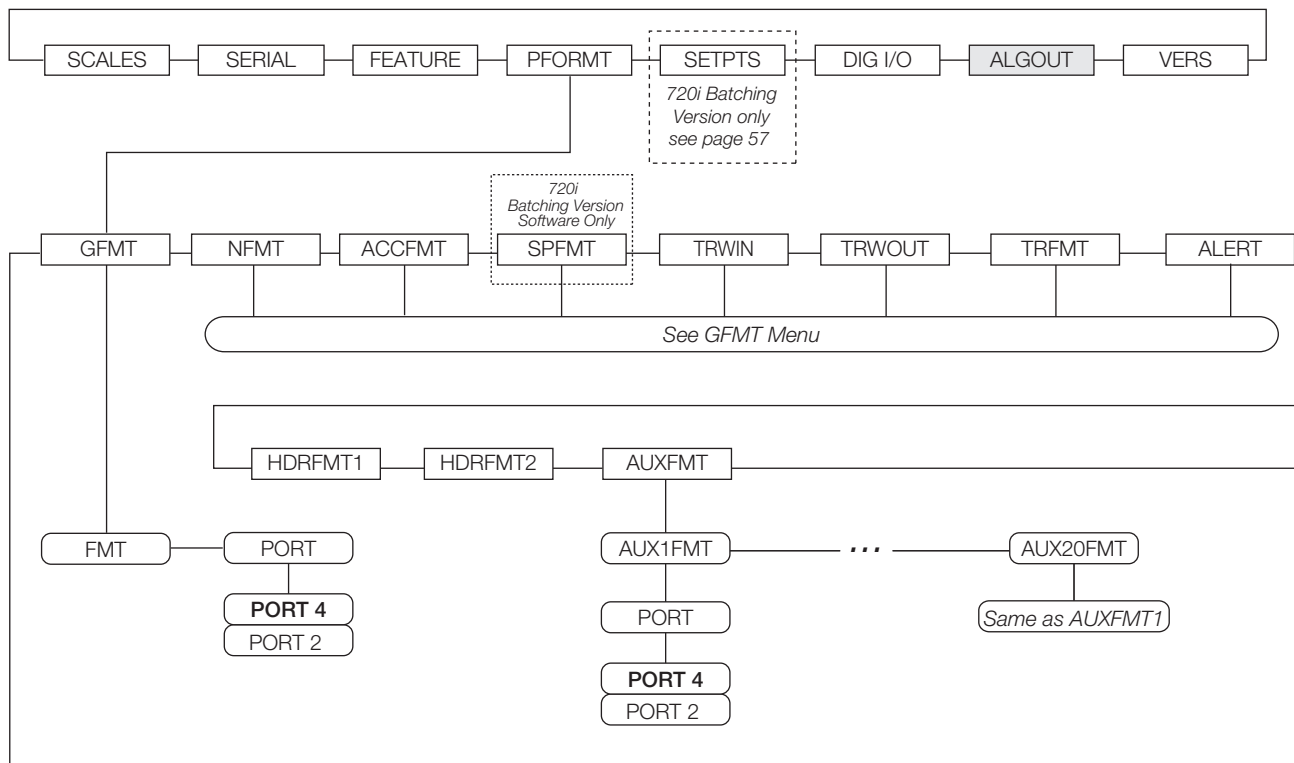 SCALES
SERIAL
FEATURE
PFORMT
SETPTS
DIG I/O
ALGOUT
VERS
720i Batching
Version only
see page 57
720i
Batching Version
Software Only
GFMT
NFMT
ACCFMT
SPFMT
TRWIN
TRWOUT
TRFMT
ALERT
See GFMT Menu
HDRFMT1
HDRFMT2
AUXFMT
FMT
PORT
AUX1FMT
...
AUX20FMT
PORT 4
PORT 2
PORT
Same as AUXFMT1
PORT 4
PORT 2